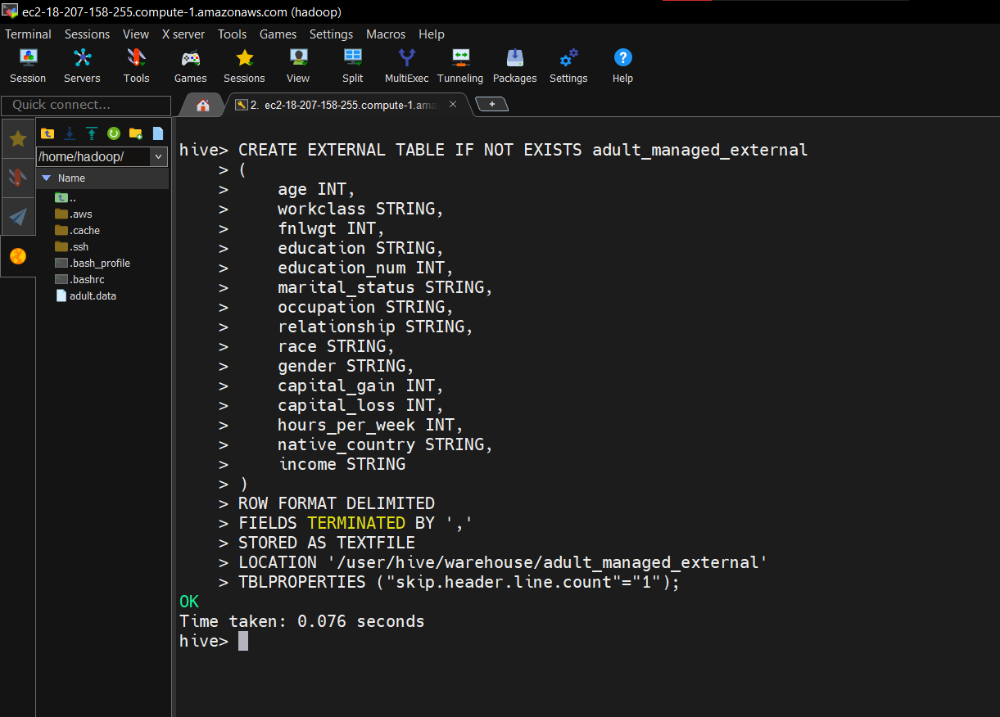 ec2-18-207-158-255.compute-1.amazonaws.com (hadoop)
Terminal Sessions View X server Tools Games Settings Macros Help
Session Servers Tools Games Sessions View Split MultiExec Tunneling Packages Settings Help
Quick connect...
2. ec2-18-207-158-255.compute-1.ama
/home/hadoop/
Name
..
.aws
.cache
.ssh
.bash_profile
.bashrc
adult.data
hive> CREATE EXTERNAL TABLE IF NOT EXISTS adult_managed_external
    > (
    >     age INT,
    >     workclass STRING,
    >     fnlwgt INT,
    >     education STRING,
    >     education_num INT,
    >     marital_status STRING,
    >     occupation STRING,
    >     relationship STRING,
    >     race STRING,
    >     gender STRING,
    >     capital_gain INT,
    >     capital_loss INT,
    >     hours_per_week INT,
    >     native_country STRING,
    >     income STRING
    > )
    > ROW FORMAT DELIMITED
    > FIELDS TERMINATED BY ','
    > STORED AS TEXTFILE
    > LOCATION '/user/hive/warehouse/adult_managed_external'
    > TBLPROPERTIES ("skip.header.line.count"="1");
OK
Time taken: 0.076 seconds
hive>